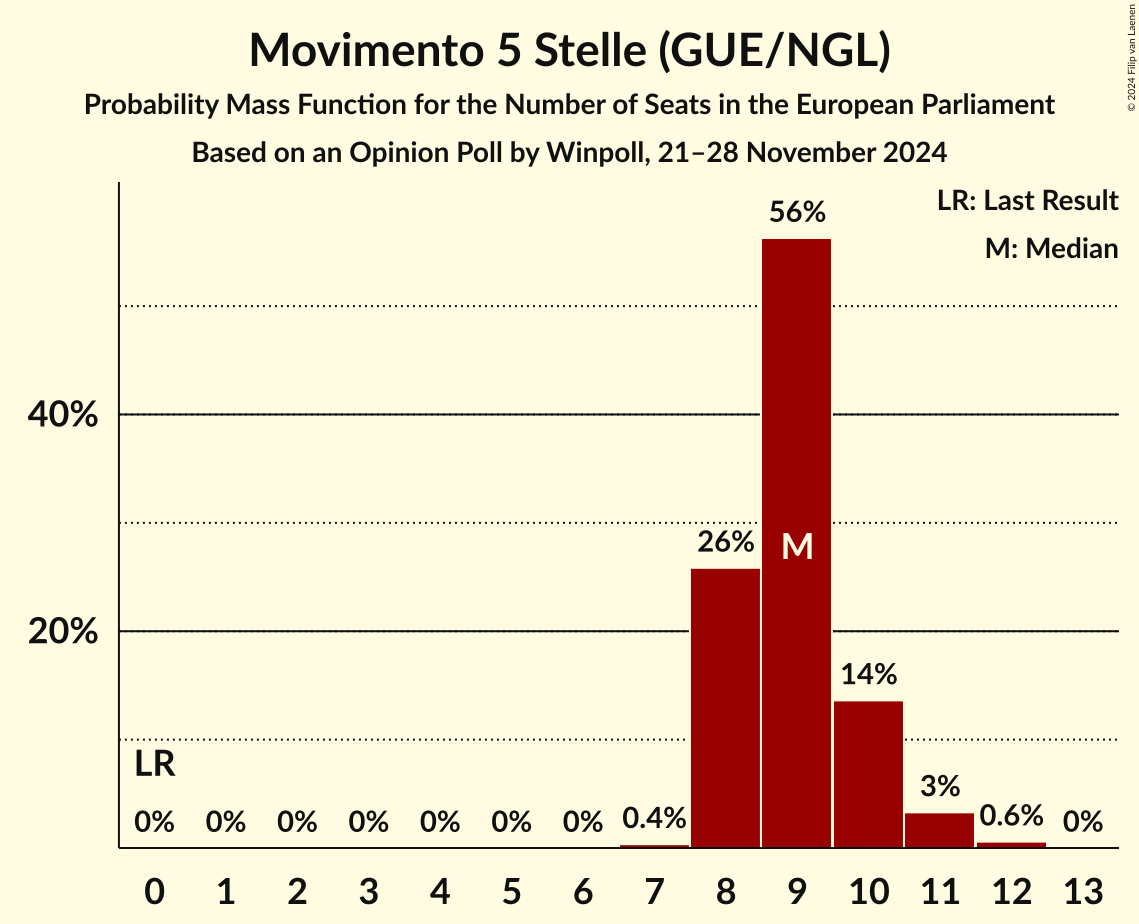 Movimento 5 Stelle (GUE/NGL)
Probability Mass Function for the Number of Seats in the European Parliament
Based on an Opinion Poll by Winpoll, 21–28 November 2024
© 2024 Filip van Laenen
LR: Last Result
M: Median
56%
40%
26%
M
20%
14%
LR
3%
0% 0% 0% 0% 0% 0% 0% 0.4% 0.6% 0%
0 1 2 3 4 5 6 7 8 9 10 11 12 13